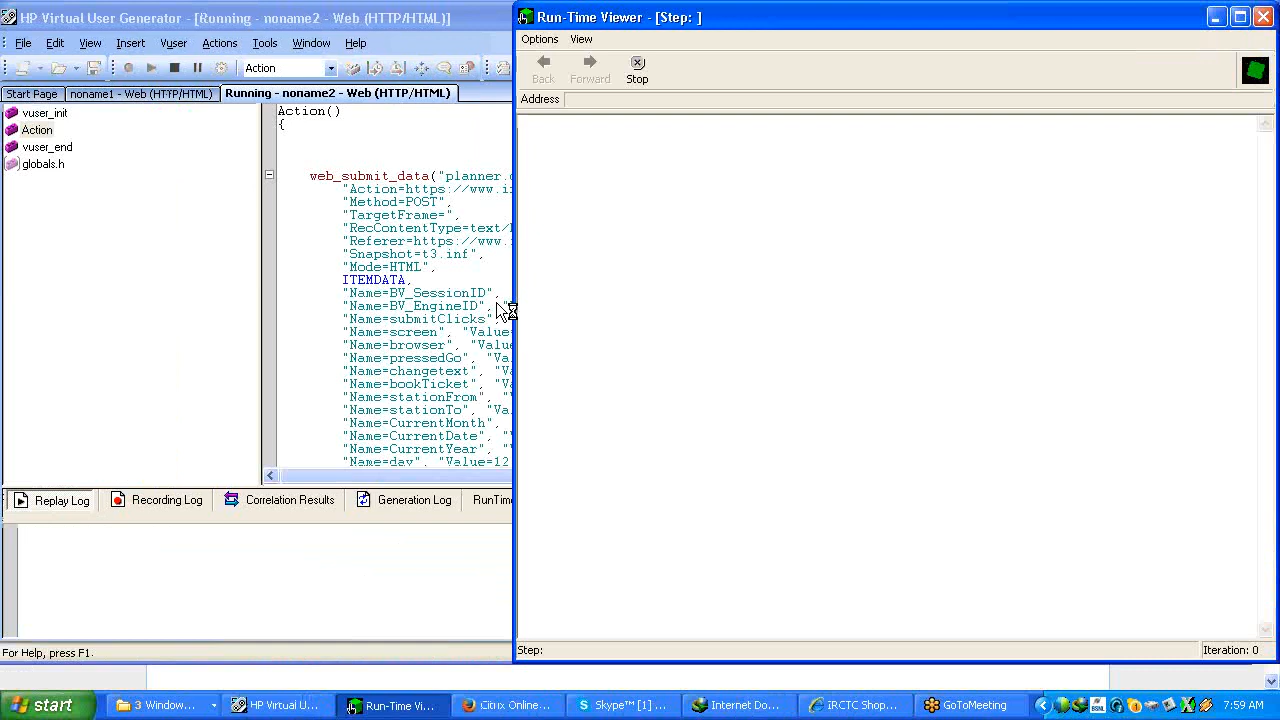 HP Virtual User Generator - [Running - noname2 - Web (HTTP/HTML)]
File Edit View Insert Vuser Actions Tools Window Help
Action
Start Page noname1 - Web (HTTP/HTML) Running - noname2 - Web (HTTP/HTML)
vuser_init
Action
vuser_end
globals.h
Action()
{
web_submit_data("planner.
"Action=https://www.i
"Method=POST",
"TargetFrame=",
"RecContentType=text/
"Referer=https://www.
"Snapshot=t3.inf",
"Mode=HTML",
ITEMDATA,
"Name=BV_SessionID",
"Name=BV_EngineID",
"Name=submitClicks"
"Name=screen", "Value=
"Name=browser", "Valu
"Name=pressedGo", "Va
"Name=changetext", "V
"Name=bookTicket", "V
"Name=stationFrom", "
"Name=stationTo", "Va
"Name=CurrentMonth",
"Name=CurrentDate", "
"Name=CurrentYear", "
"Name=day", "Value=12
Replay Log Recording Log Correlation Results Generation Log RunTime
For Help, press F1.
Run-Time Viewer - [Step: ]
Options View
Back Forward Stop
Address
Step: Iteration: 0
start 3 Window... HP Virtual U... Run-Time Vi... Citrix Online... Skype™ [1] ... Internet Do... iRCTC Shop... GoToMeeting BSNL 7:59 AM